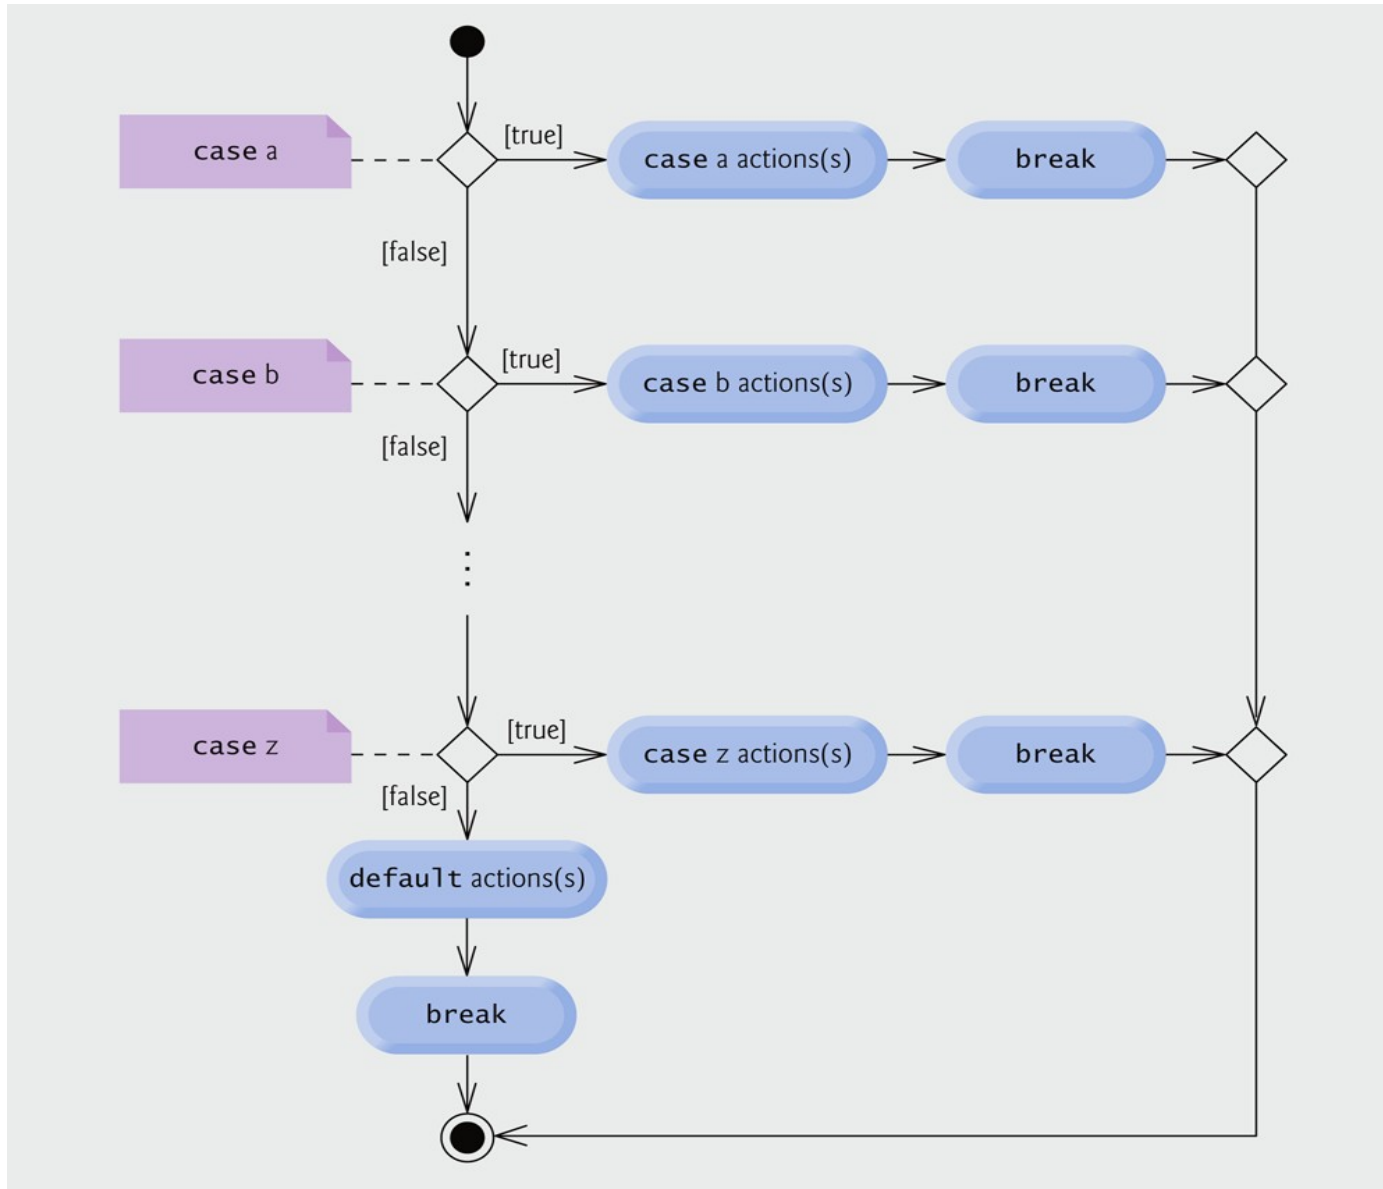 [true]
case a
case a actions(s)
break
[false]
[true]
case b
case b actions(s)
break
[false]
[true]
case z
case z actions(s)
break
[false]
default actions(s)
break